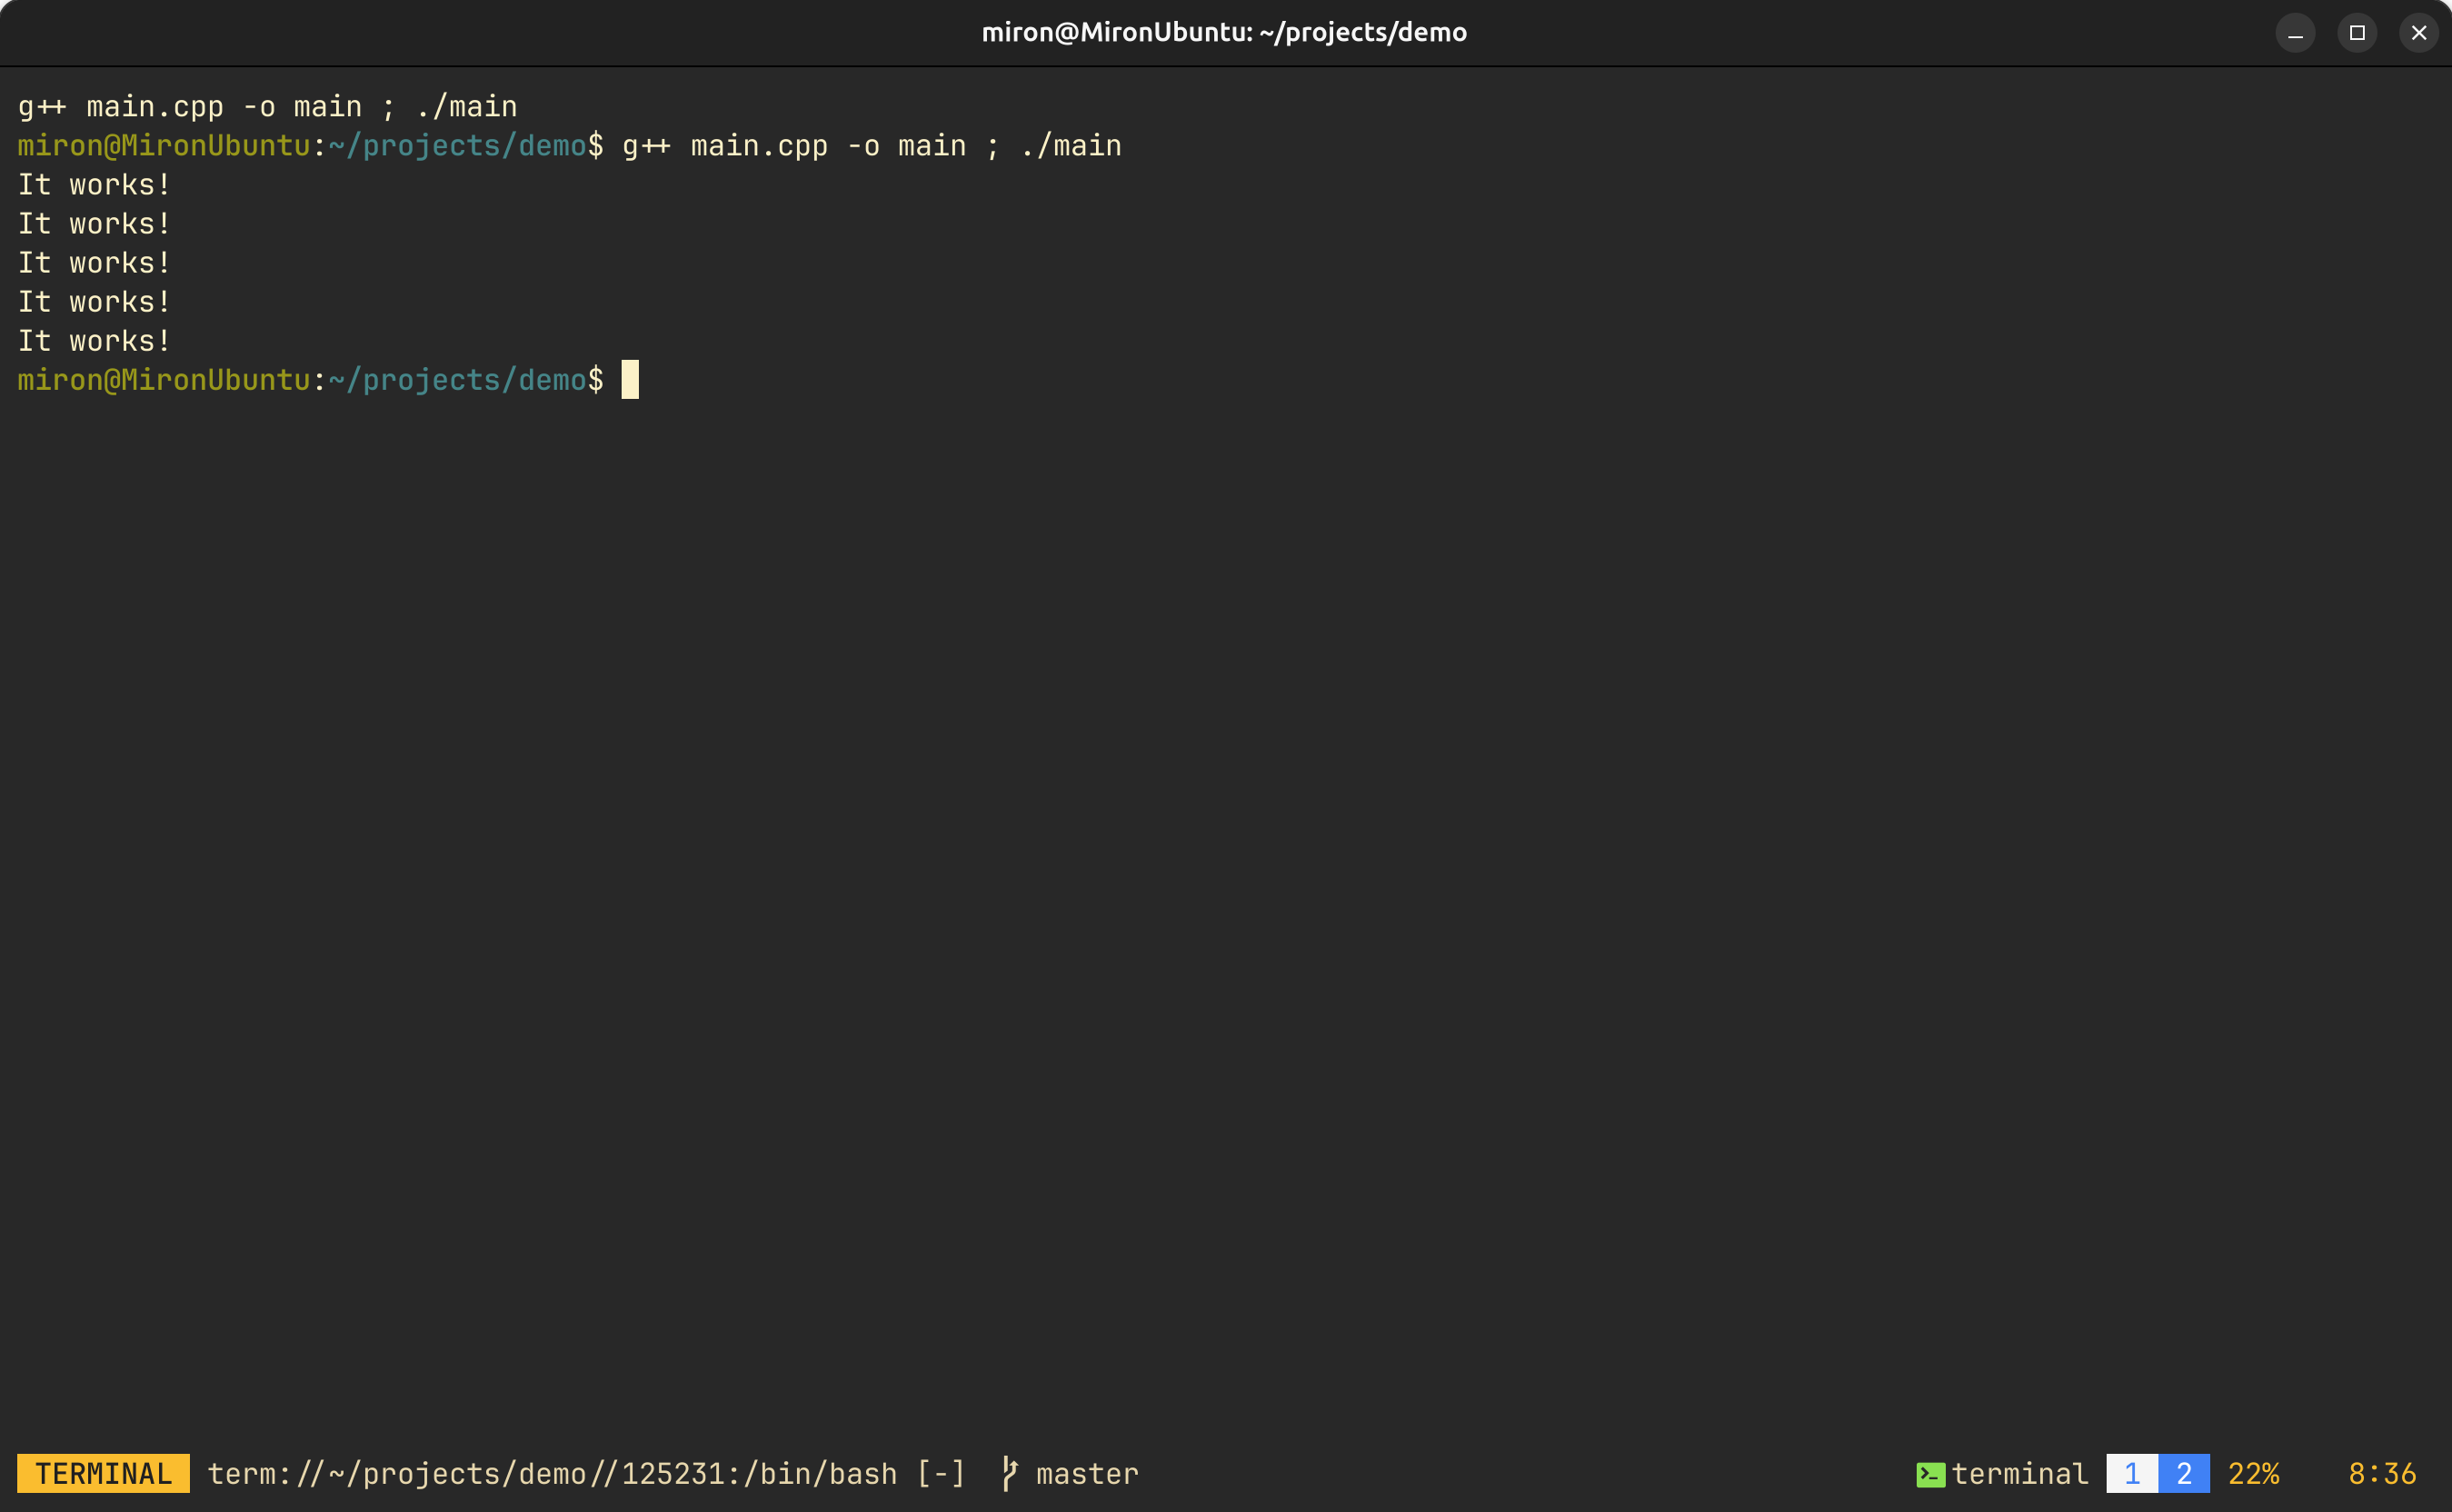 miron@MironUbuntu: ~/projects/demo
g++ main.cpp -o main ; ./main
miron@MironUbuntu:~/projects/demo$ g++ main.cpp -o main ; ./main
It works!
It works!
It works!
It works!
It works!
miron@MironUbuntu:~/projects/demo$
TERMINAL term://~/projects/demo//125231:/bin/bash [-] master terminal 1 2 22% 8:36